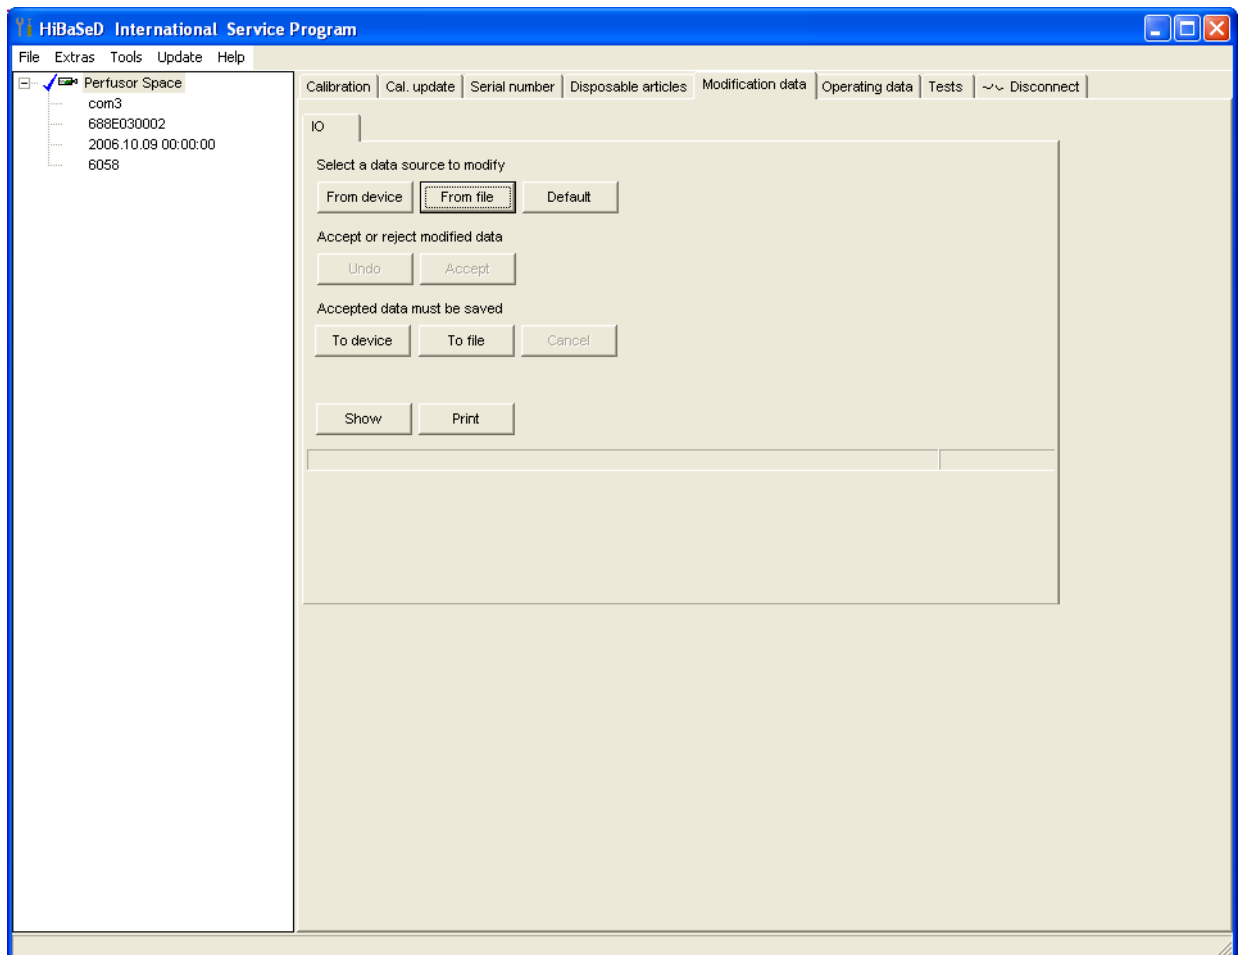 HiBaSeD International Service Program
File Extras Tools Update Help
Perfusor Space
com3
688E030002
2006.10.09 00:00:00
6058
Calibration Cal. update Serial number Disposable articles Modification data Operating data Tests Disconnect
IO
Select a data source to modify
From device From file Default
Accept or reject modified data
Undo Accept
Accepted data must be saved
To device To file Cancel
Show Print